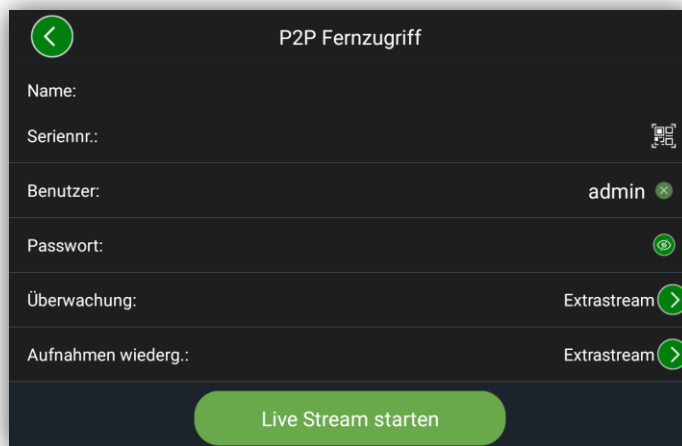 P2P Fernzugriff
Name:
Seriennr.:
Benutzer: admin
Passwort:
Überwachung: Extrastream
Aufnahmen wiederg.: Extrastream
Live Stream starten